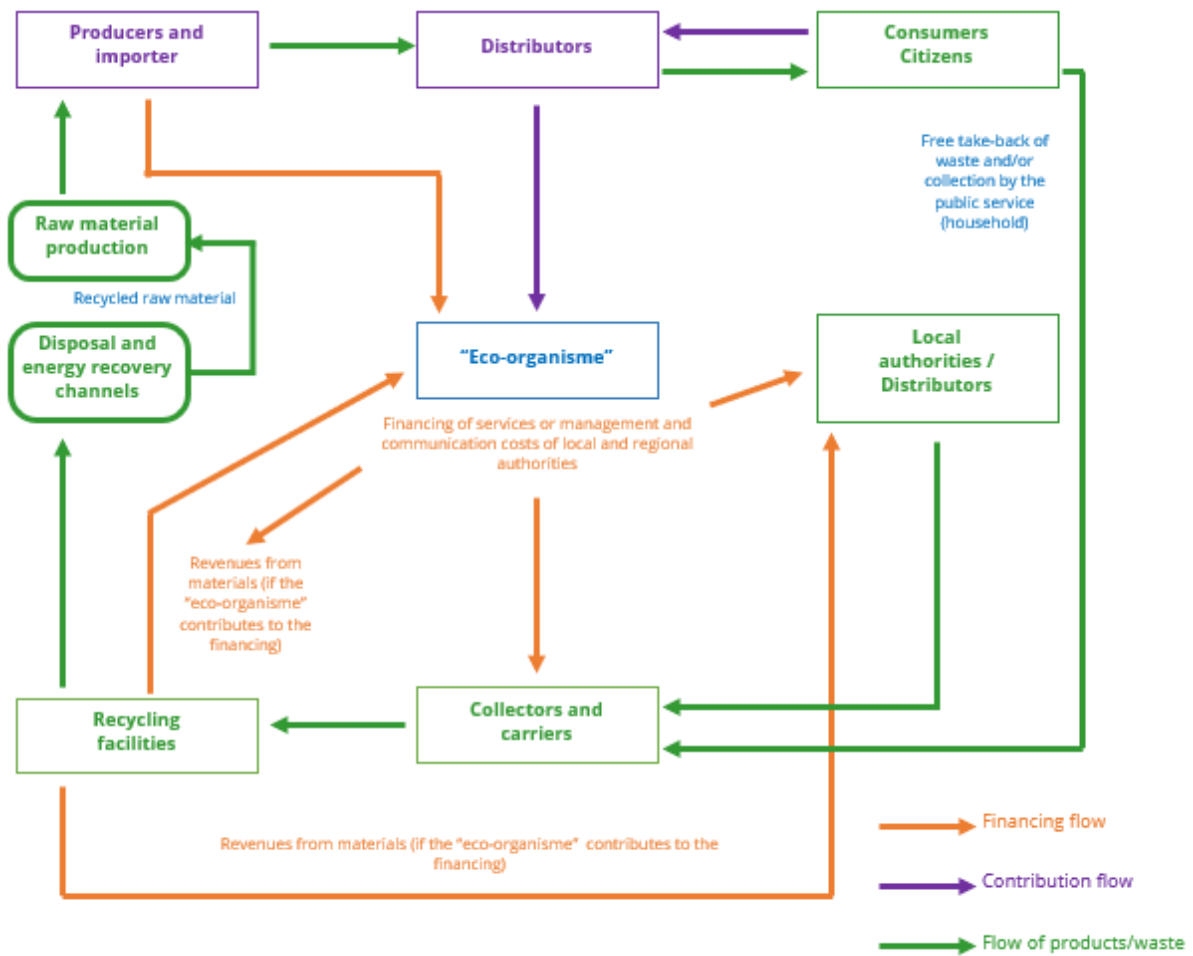 Producers and
importer
Distributors
Consumers
Citizens
Free take-back of
waste and/or
collection by the
public service
(household)
Raw material
production
Recycled raw material
Disposal and
energy recovery
channels
“Eco-organisme”
Local
authorities /
Distributors
Financing of services or management and
communication costs of local and regional
authorities
Revenues from
materials (if the
“eco-organisme”
contributes to the
financing)
Recycling
facilities
Collectors and
carriers
Revenues from materials (if the “eco-organisme” contributes to the
financing)
Financing flow
Contribution flow
Flow of products/waste